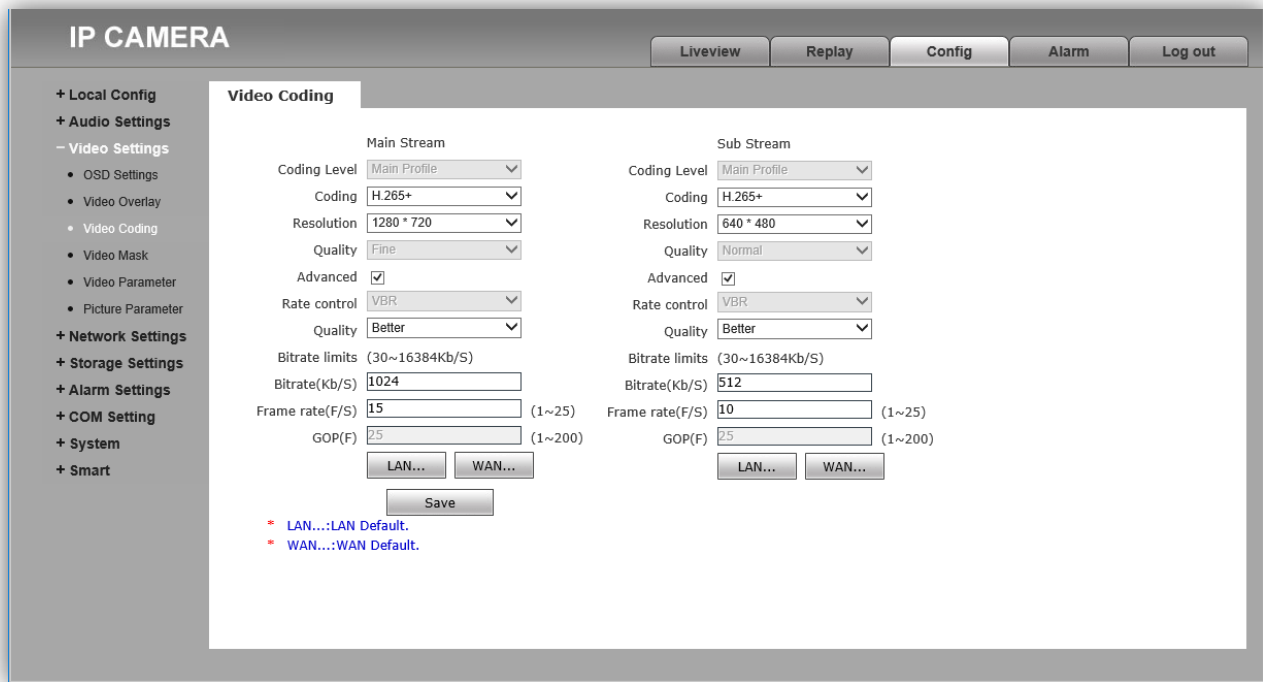 IP CAMERA
Liveview Replay Config Alarm Log out
+ Local Config
+ Audio Settings
− Video Settings
• OSD Settings
• Video Overlay
• Video Coding
• Video Mask
• Video Parameter
• Picture Parameter
+ Network Settings
+ Storage Settings
+ Alarm Settings
+ COM Setting
+ System
+ Smart
Video Coding
Main Stream
Coding Level Main Profile
Coding H.265+
Resolution 1280 * 720
Quality Fine
Advanced
Rate control VBR
Quality Better
Bitrate limits (30~16384Kb/S)
Bitrate(Kb/S) 1024
Frame rate(F/S) 15 (1~25)
GOP(F) 25 (1~200)
LAN... WAN...
Sub Stream
Coding Level Main Profile
Coding H.265+
Resolution 640 * 480
Quality Normal
Advanced
Rate control VBR
Quality Better
Bitrate limits (30~16384Kb/S)
Bitrate(Kb/S) 512
Frame rate(F/S) 10 (1~25)
GOP(F) 25 (1~200)
LAN... WAN...
Save
* LAN...:LAN Default.
* WAN...:WAN Default.